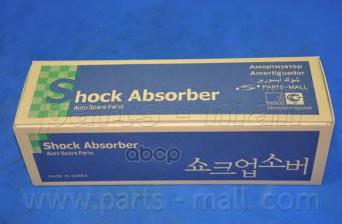 Shock Absorber
Auto Spare Parts
Амортизатор
Amortiguador
PARTS-MALL
Shock Absorber
Auto Spare Parts
쇼크업소버
MADE IN KOREA
abcp
www.parts-mall.com